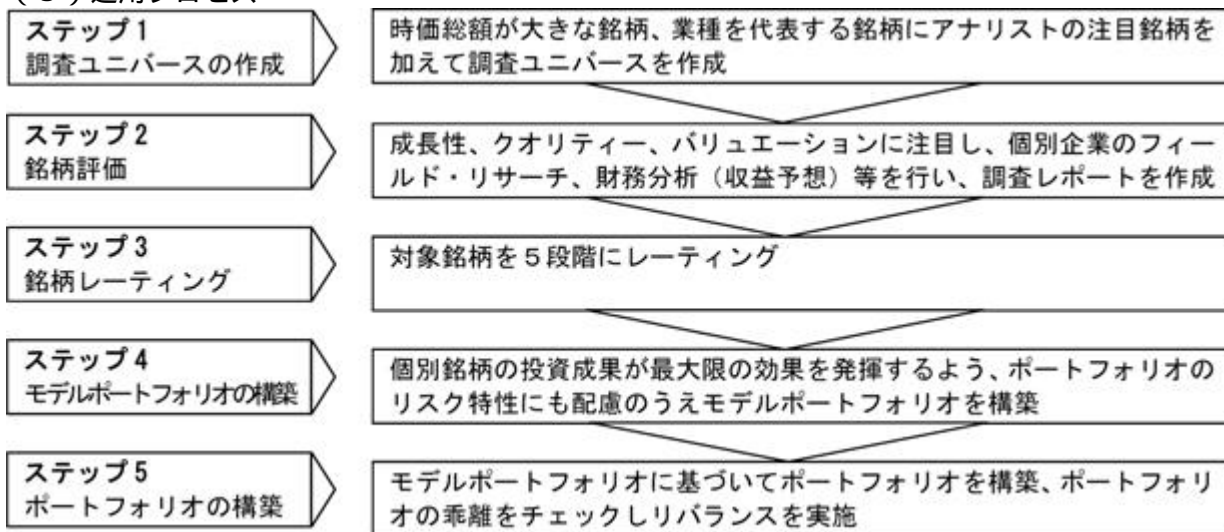 ステップ1
調査ユニバースの作成
時価総額が大きな銘柄、業種を代表する銘柄にアナリストの注目銘柄を
加えて調査ユニバースを作成
ステップ2
銘柄評価
成長性、クオリティー、バリュエーションに注目し、個別企業のフィー
ルド・リサーチ、財務分析（収益予想）等を行い、調査レポートを作成
ステップ3
銘柄レーティング
対象銘柄を５段階にレーティング
ステップ4
モデルポートフォリオの構築
個別銘柄の投資成果が最大限の効果を発揮するよう、ポートフォリオの
リスク特性にも配慮のうえモデルポートフォリオを構築
ステップ5
ポートフォリオの構築
モデルポートフォリオに基づいてポートフォリオを構築、ポートフォリ
オの乖離をチェックしリバランスを実施